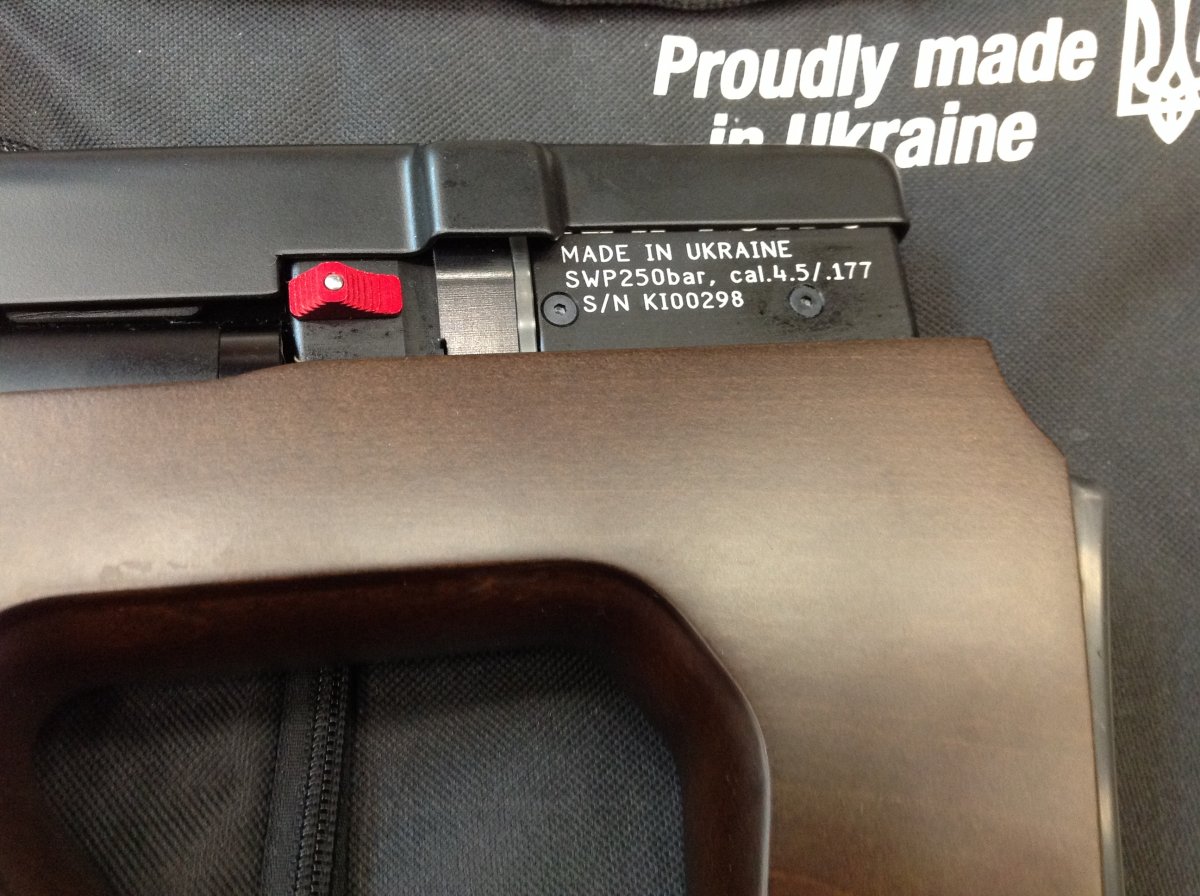 Proudly made
in Ukraine
MADE IN UKRAINE
SWP250bar, cal.4.5/.177
S/N KI00298